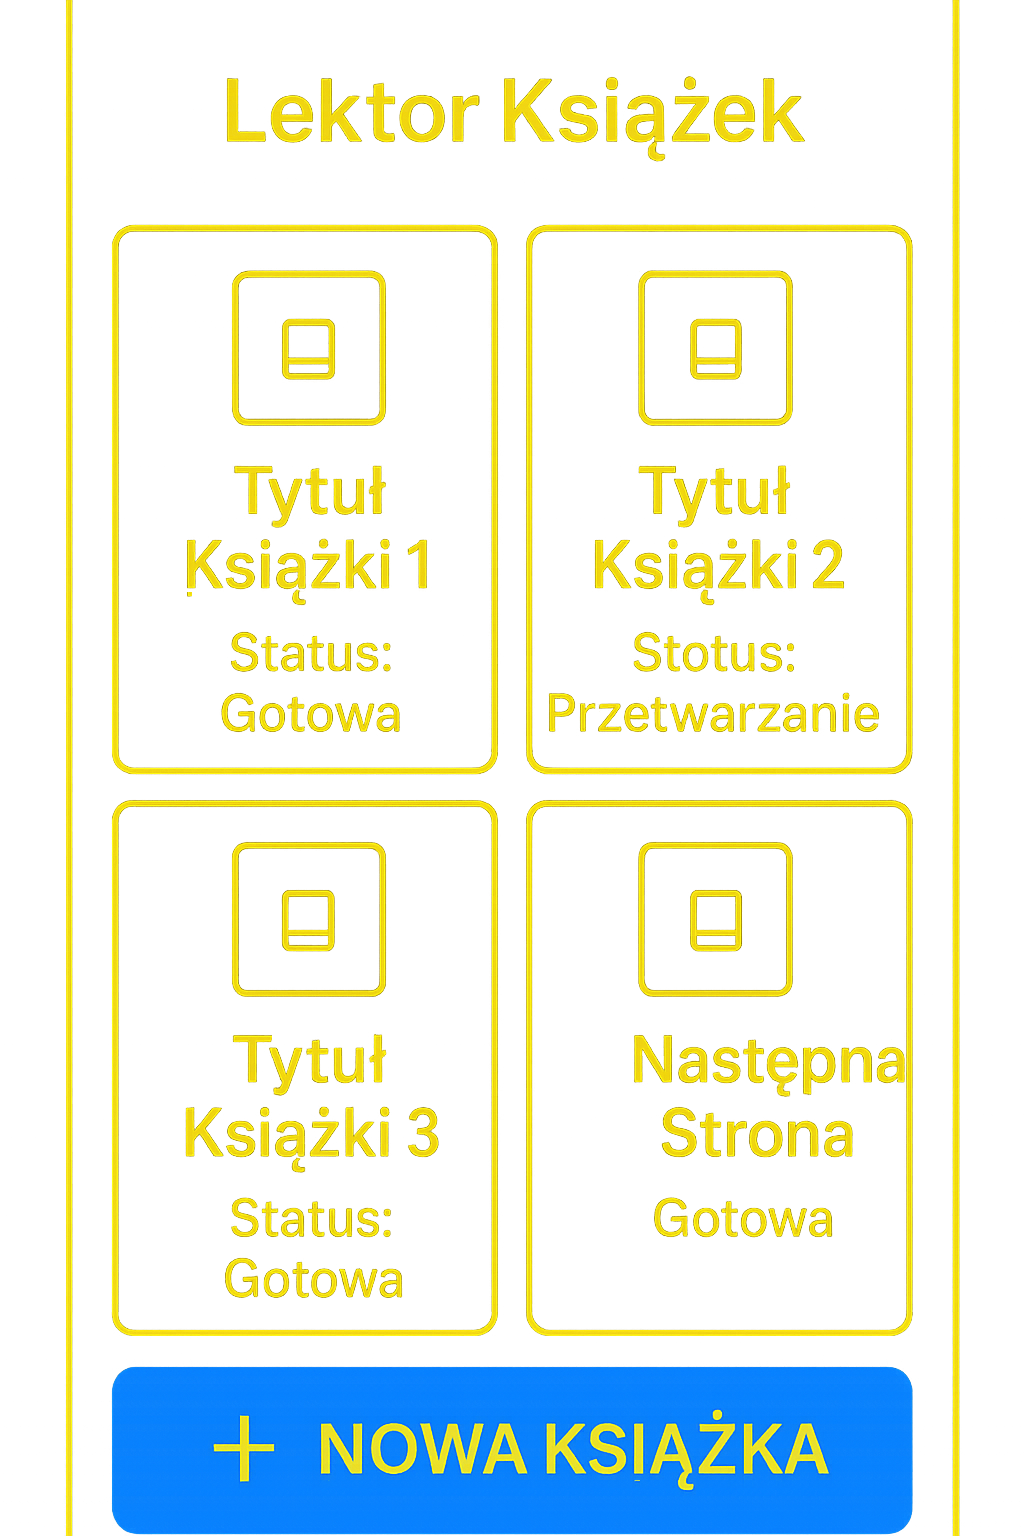 Lektor Książek
Tytuł
Książki 1
Status:
Gotowa
Tytuł
Książki 2
Stotus:
Przetwarzanie
Tytuł
Książki 3
Status:
Gotowa
Następna
Strona
Gotowa
+ NOWA KSIĄŻKA